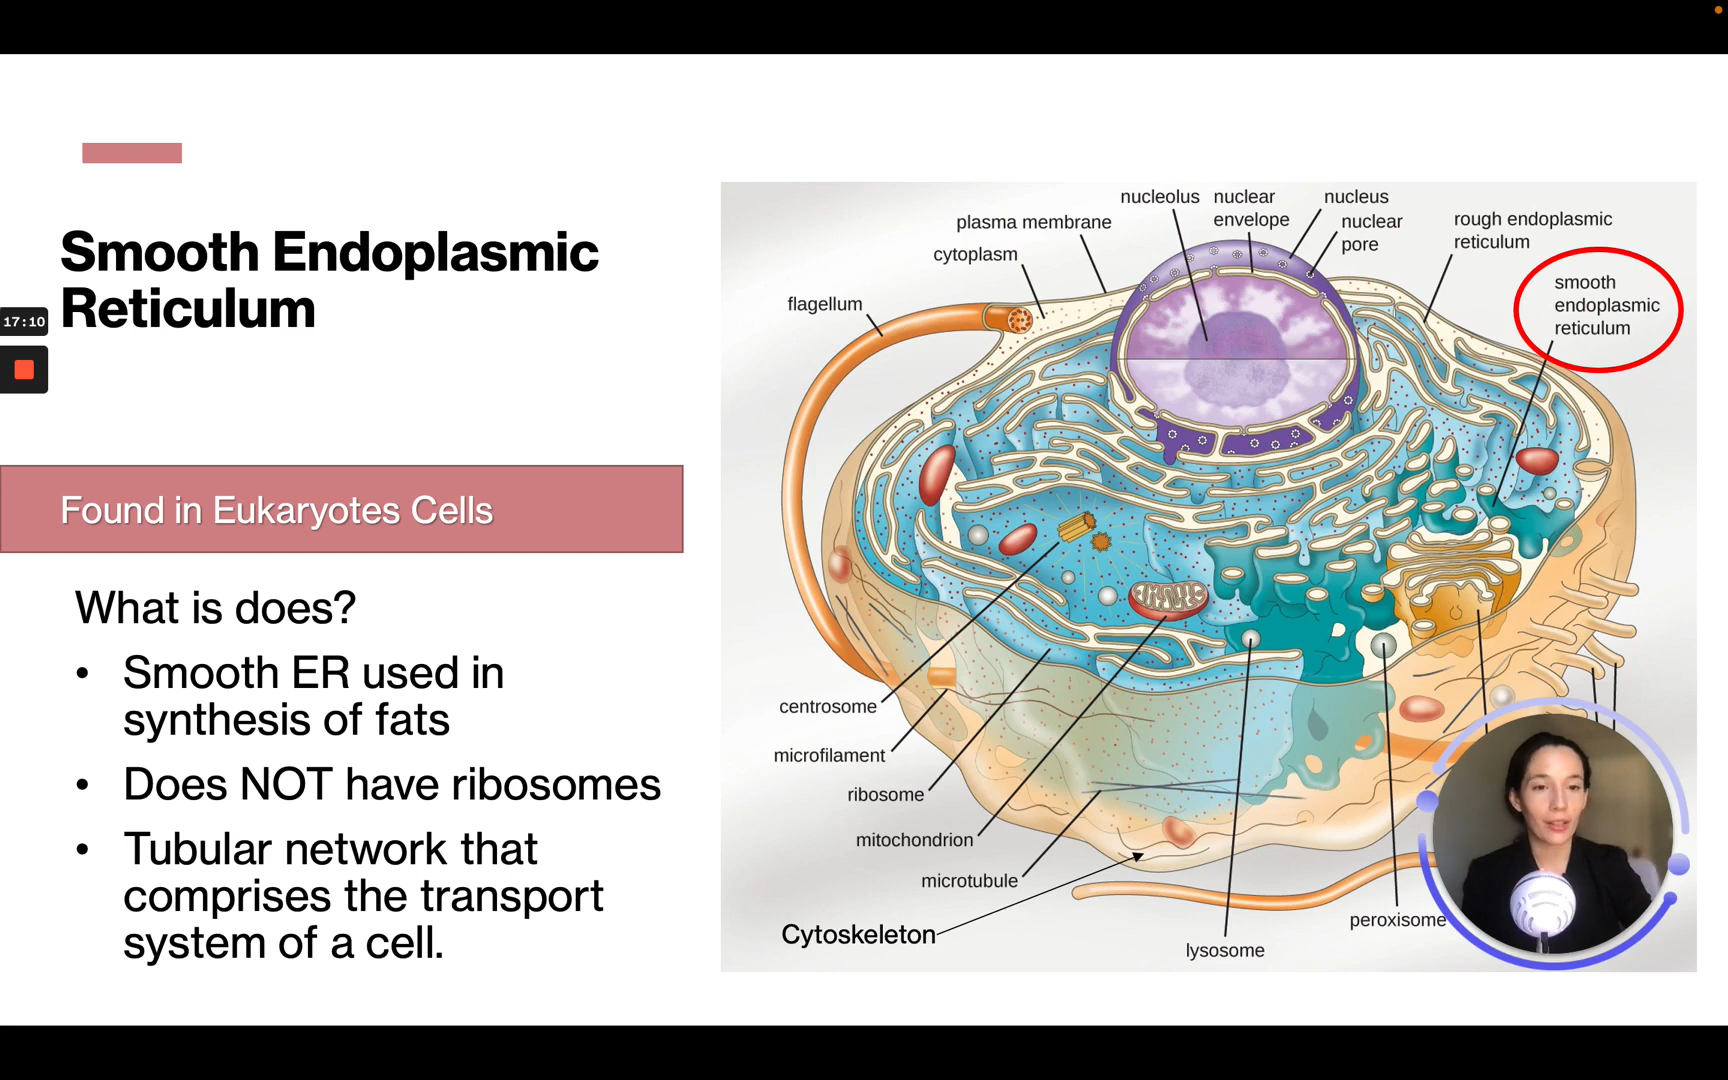 Smooth Endoplasmic
Reticulum
17:10
Found in Eukaryotes Cells
What is does?
• Smooth ER used in
synthesis of fats
• Does NOT have ribosomes
• Tubular network that
comprises the transport
system of a cell.
nucleolus
nuclear
envelope
nucleus
nuclear
pore
rough endoplasmic
reticulum
smooth
endoplasmic
reticulum
plasma membrane
cytoplasm
flagellum
centrosome
microfilament
ribosome
mitochondrion
microtubule
Cytoskeleton
lysosome
peroxisome